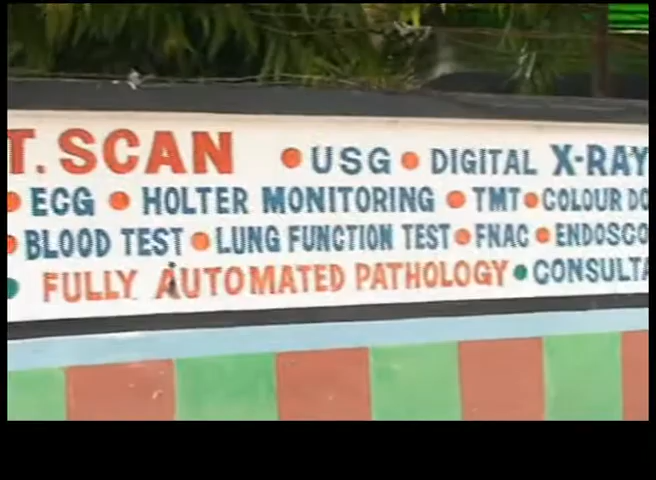 T. SCAN • USG • DIGITAL X-RAY
• ECG • HOLTER MONITORING • TMT • COLOUR DO
• BLOOD TEST • LUNG FUNCTION TEST • FNAC • ENDOSCO
• FULLY AUTOMATED PATHOLOGY • CONSULTA